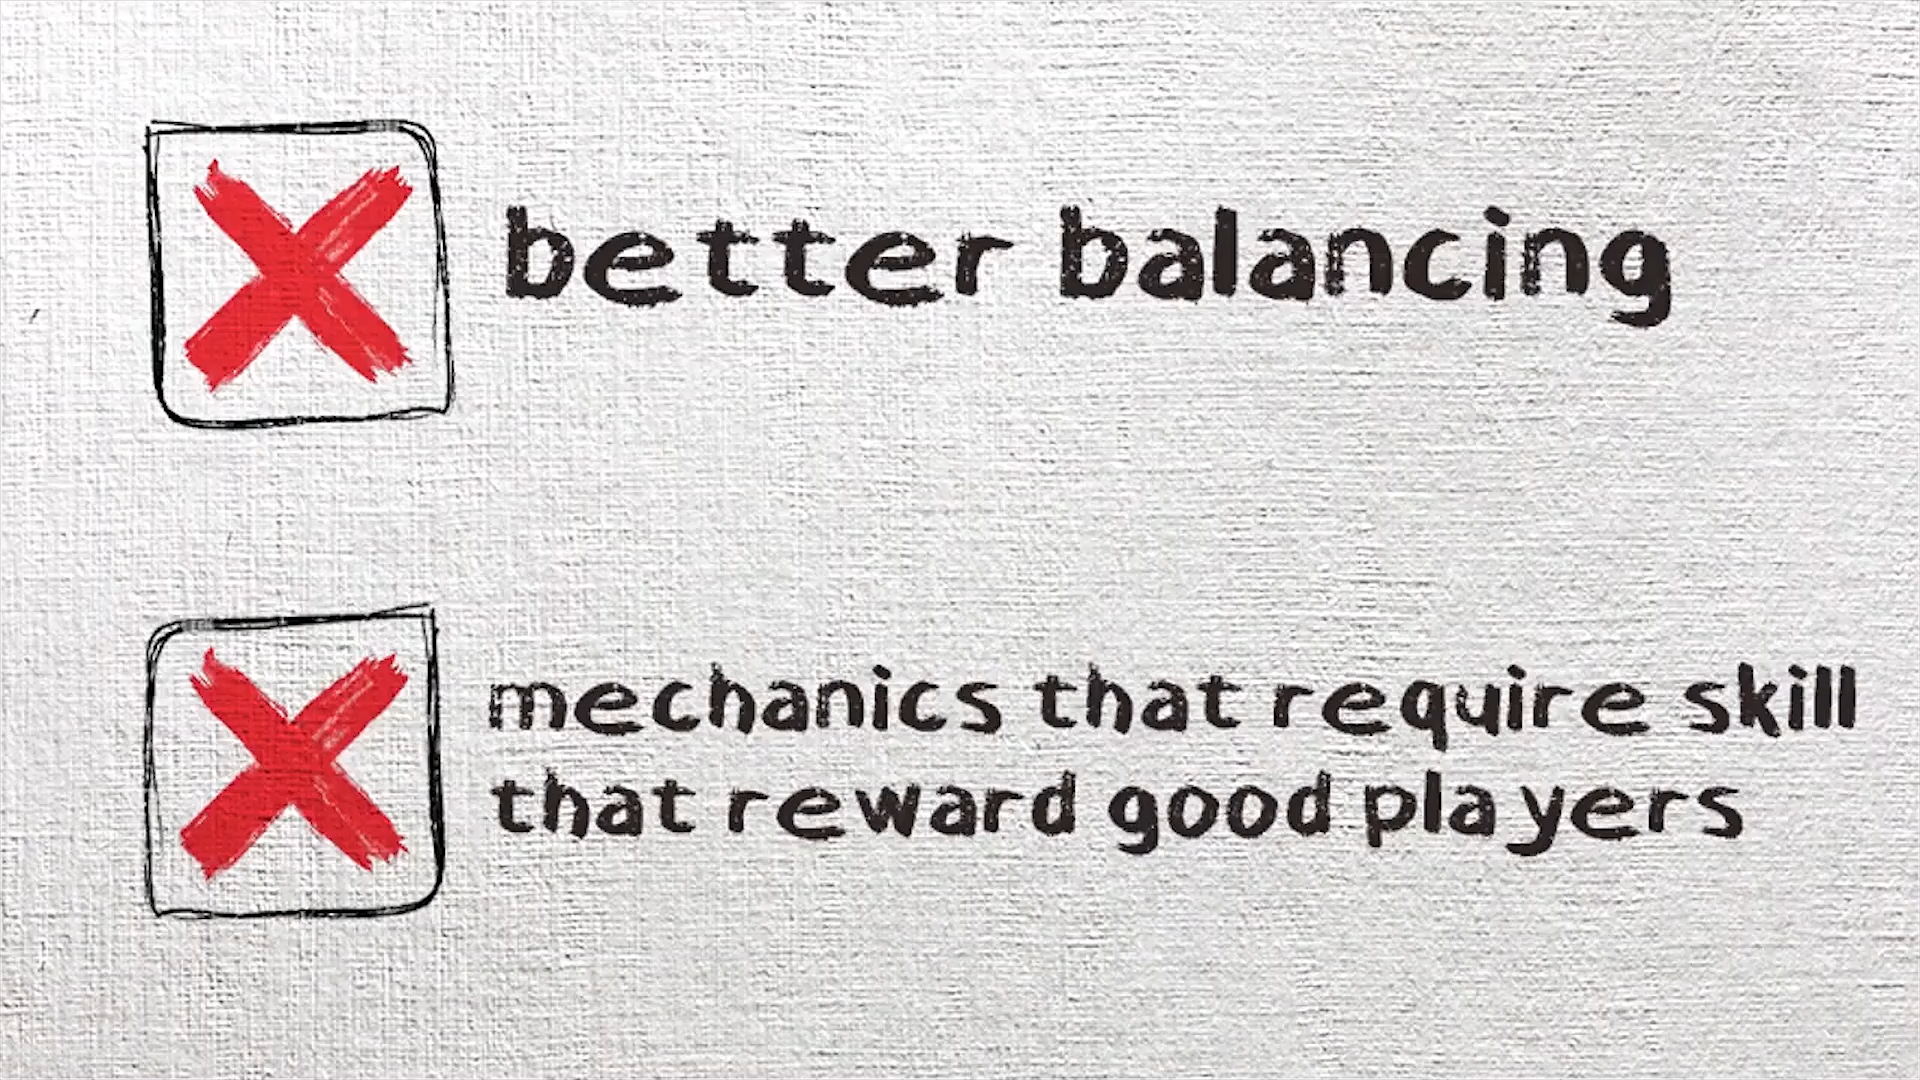 better balancing
mechanics that require skill
that reward good players